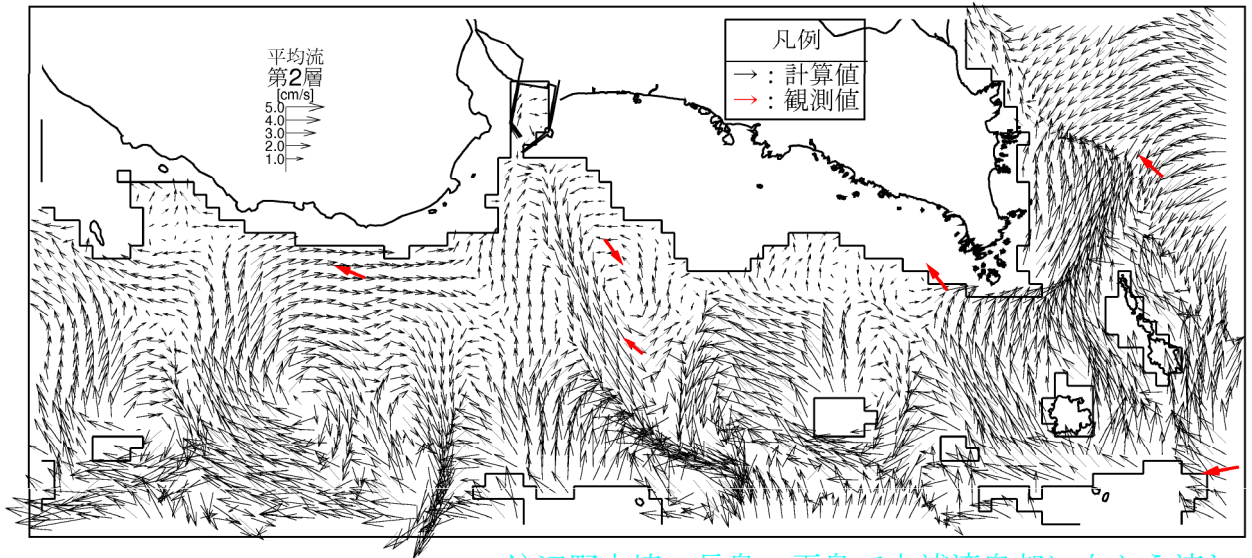 平均流
第2層
[cm/s]
5.0
4.0
3.0
2.0
1.0
凡例
→ : 計算値
→ : 観測値